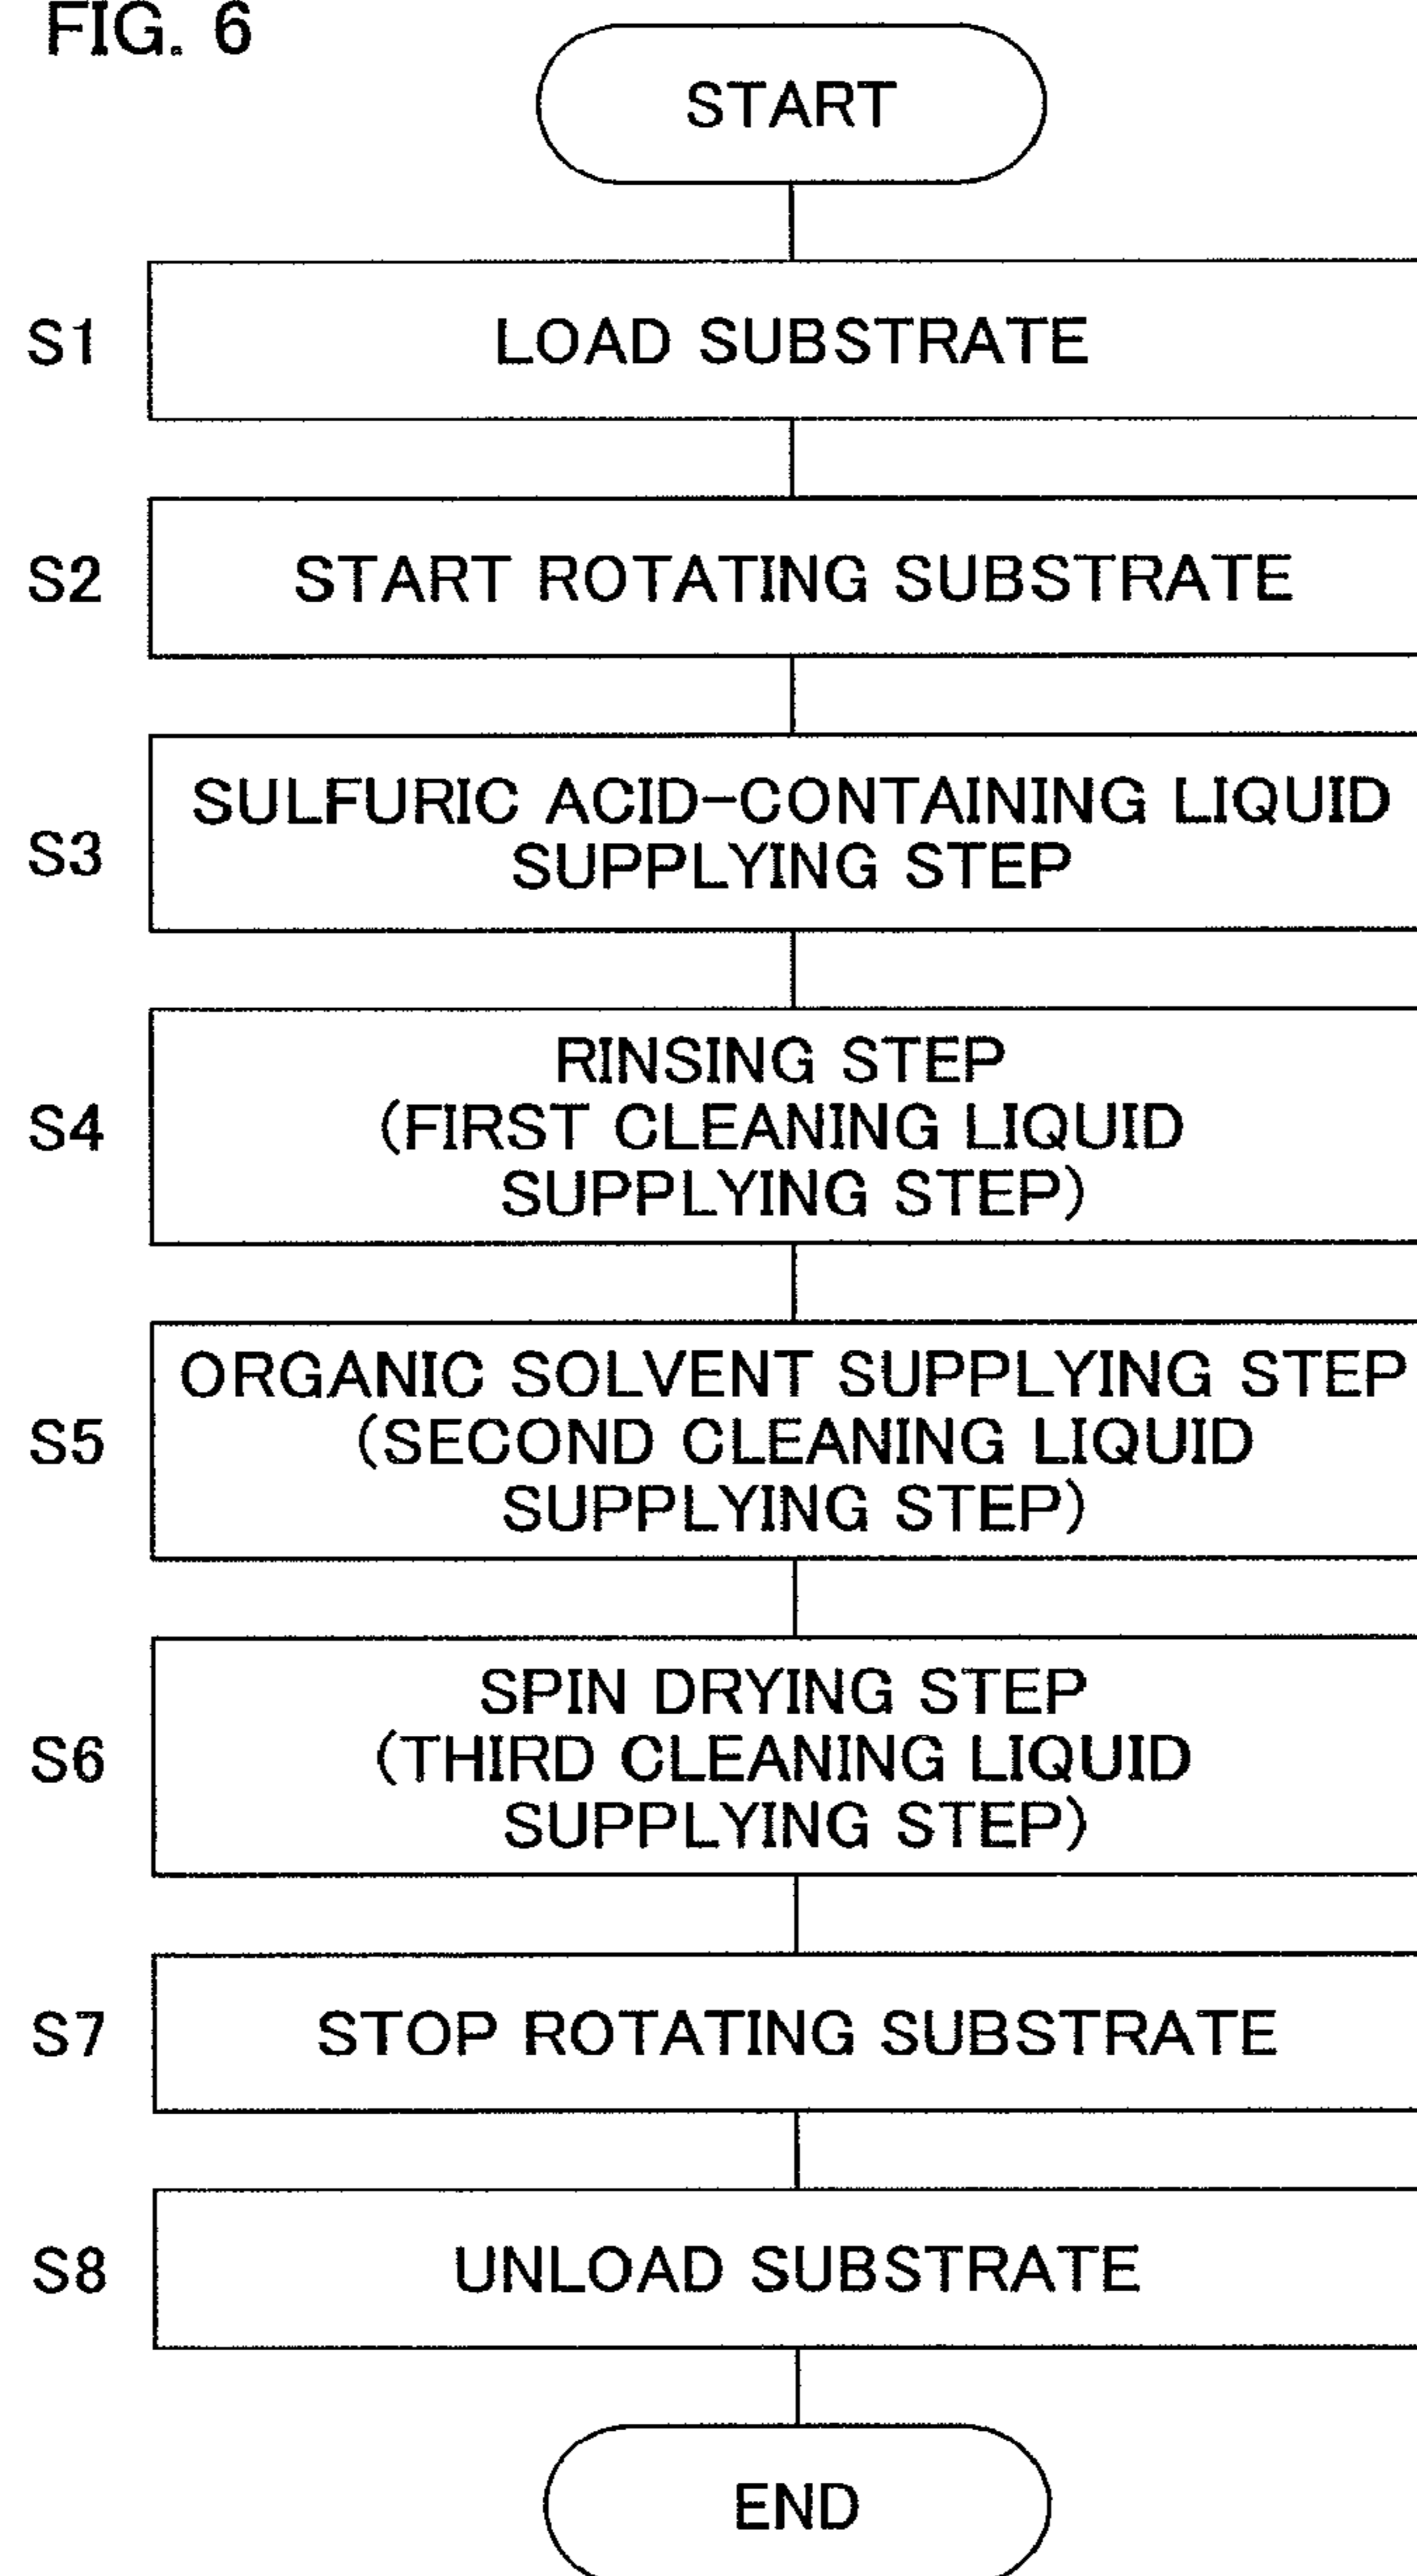 FIG. 6
START
S1
LOAD SUBSTRATE
S2
START ROTATING SUBSTRATE
S3
SULFURIC ACID-CONTAINING LIQUID
SUPPLYING STEP
S4
RINSING STEP
(FIRST CLEANING LIQUID
SUPPLYING STEP)
S5
ORGANIC SOLVENT SUPPLYING STEP
(SECOND CLEANING LIQUID
SUPPLYING STEP)
S6
SPIN DRYING STEP
(THIRD CLEANING LIQUID
SUPPLYING STEP)
S7
STOP ROTATING SUBSTRATE
S8
UNLOAD SUBSTRATE
END